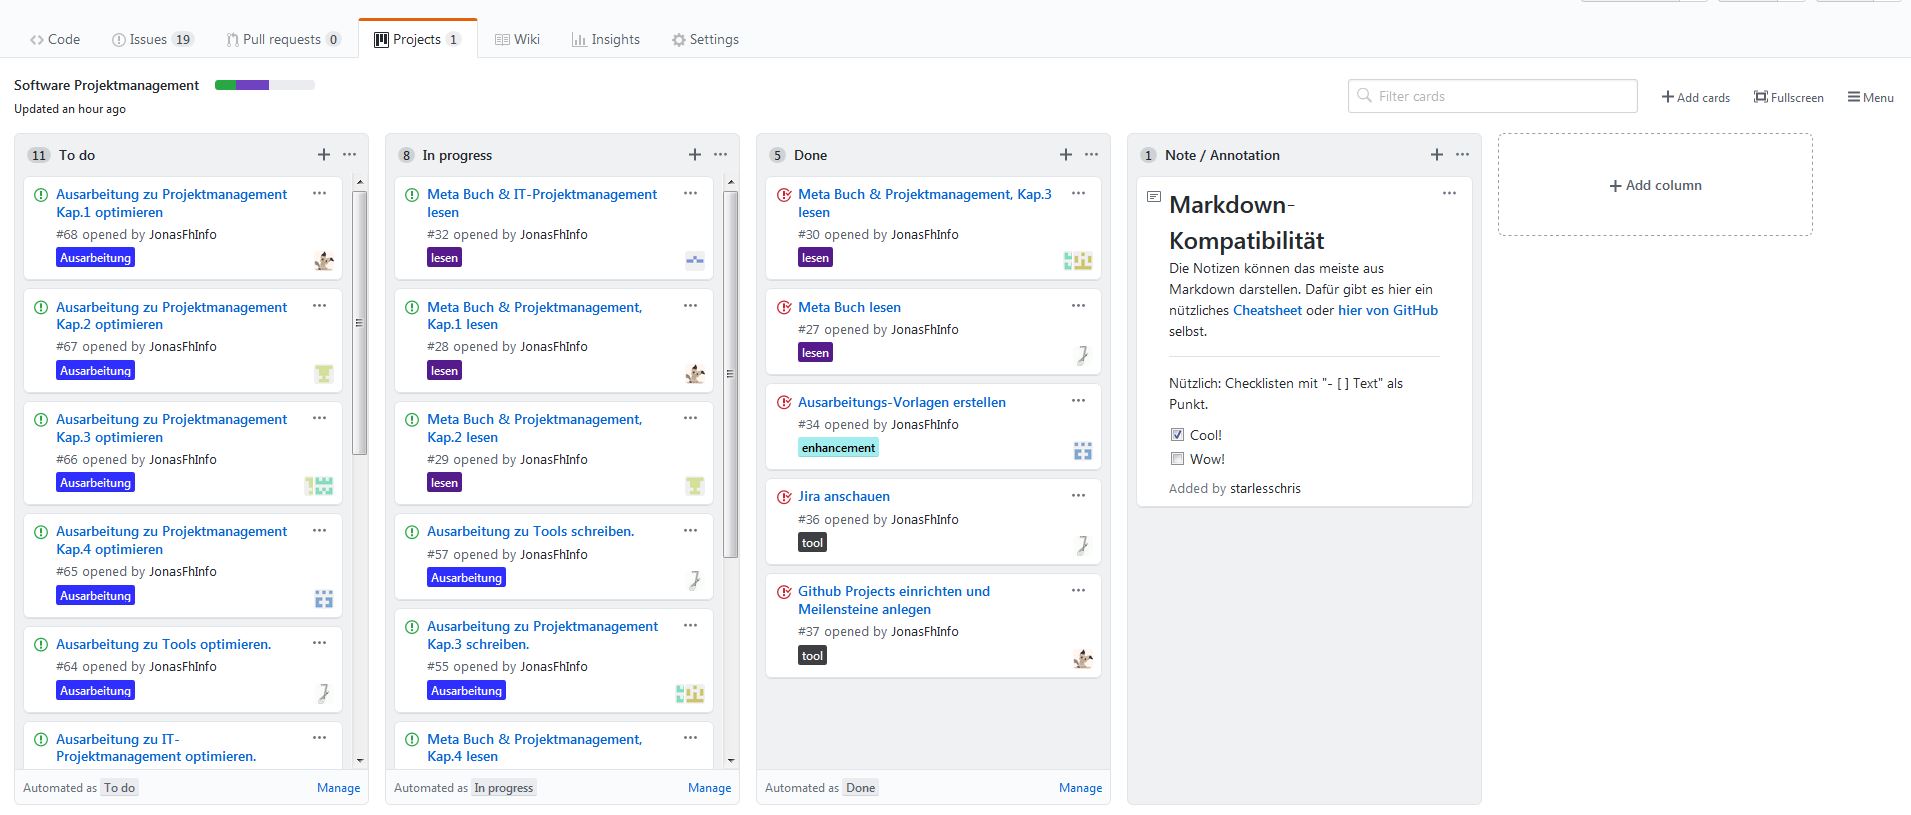 Code Issues 19 Pull requests 0 Projects 1 Wiki Insights Settings
Software Projektmanagement
Updated an hour ago
Filter cards
Add cards Fullscreen Menu
11 To do
Ausarbeitung zu Projektmanagement
Kap.1 optimieren
#68 opened by JonasFhInfo
Ausarbeitung
Ausarbeitung zu Projektmanagement
Kap.2 optimieren
#67 opened by JonasFhInfo
Ausarbeitung
Ausarbeitung zu Projektmanagement
Kap.3 optimieren
#66 opened by JonasFhInfo
Ausarbeitung
Ausarbeitung zu Projektmanagement
Kap.4 optimieren
#65 opened by JonasFhInfo
Ausarbeitung
Ausarbeitung zu Tools optimieren.
#64 opened by JonasFhInfo
Ausarbeitung
Ausarbeitung zu IT-
Projektmanagement optimieren.
Automated as To do Manage
8 In progress
Meta Buch & IT-Projektmanagement
lesen
#32 opened by JonasFhInfo
lesen
Meta Buch & Projektmanagement,
Kap.1 lesen
#28 opened by JonasFhInfo
lesen
Meta Buch & Projektmanagement,
Kap.2 lesen
#29 opened by JonasFhInfo
lesen
Ausarbeitung zu Tools schreiben.
#57 opened by JonasFhInfo
Ausarbeitung
Ausarbeitung zu Projektmanagement
Kap.3 schreiben.
#55 opened by JonasFhInfo
Ausarbeitung
Meta Buch & Projektmanagement,
Kap.4 lesen
Automated as In progress Manage
5 Done
Meta Buch & Projektmanagement, Kap.3
lesen
#30 opened by JonasFhInfo
lesen
Meta Buch lesen
#27 opened by JonasFhInfo
lesen
Ausarbeitungs-Vorlagen erstellen
#34 opened by JonasFhInfo
enhancement
Jira anschauen
#36 opened by JonasFhInfo
tool
Github Projects einrichten und
Meilensteine anlegen
#37 opened by JonasFhInfo
tool
Automated as Done Manage
1 Note / Annotation
Markdown-
Kompatibilität
Die Notizen können das meiste aus
Markdown darstellen. Dafür gibt es hier ein
nützliches Cheatsheet oder hier von GitHub
selbst.
Nützlich: Checklisten mit "- [ ] Text" als
Punkt.
Cool!
Wow!
Added by starlesschris
Add column